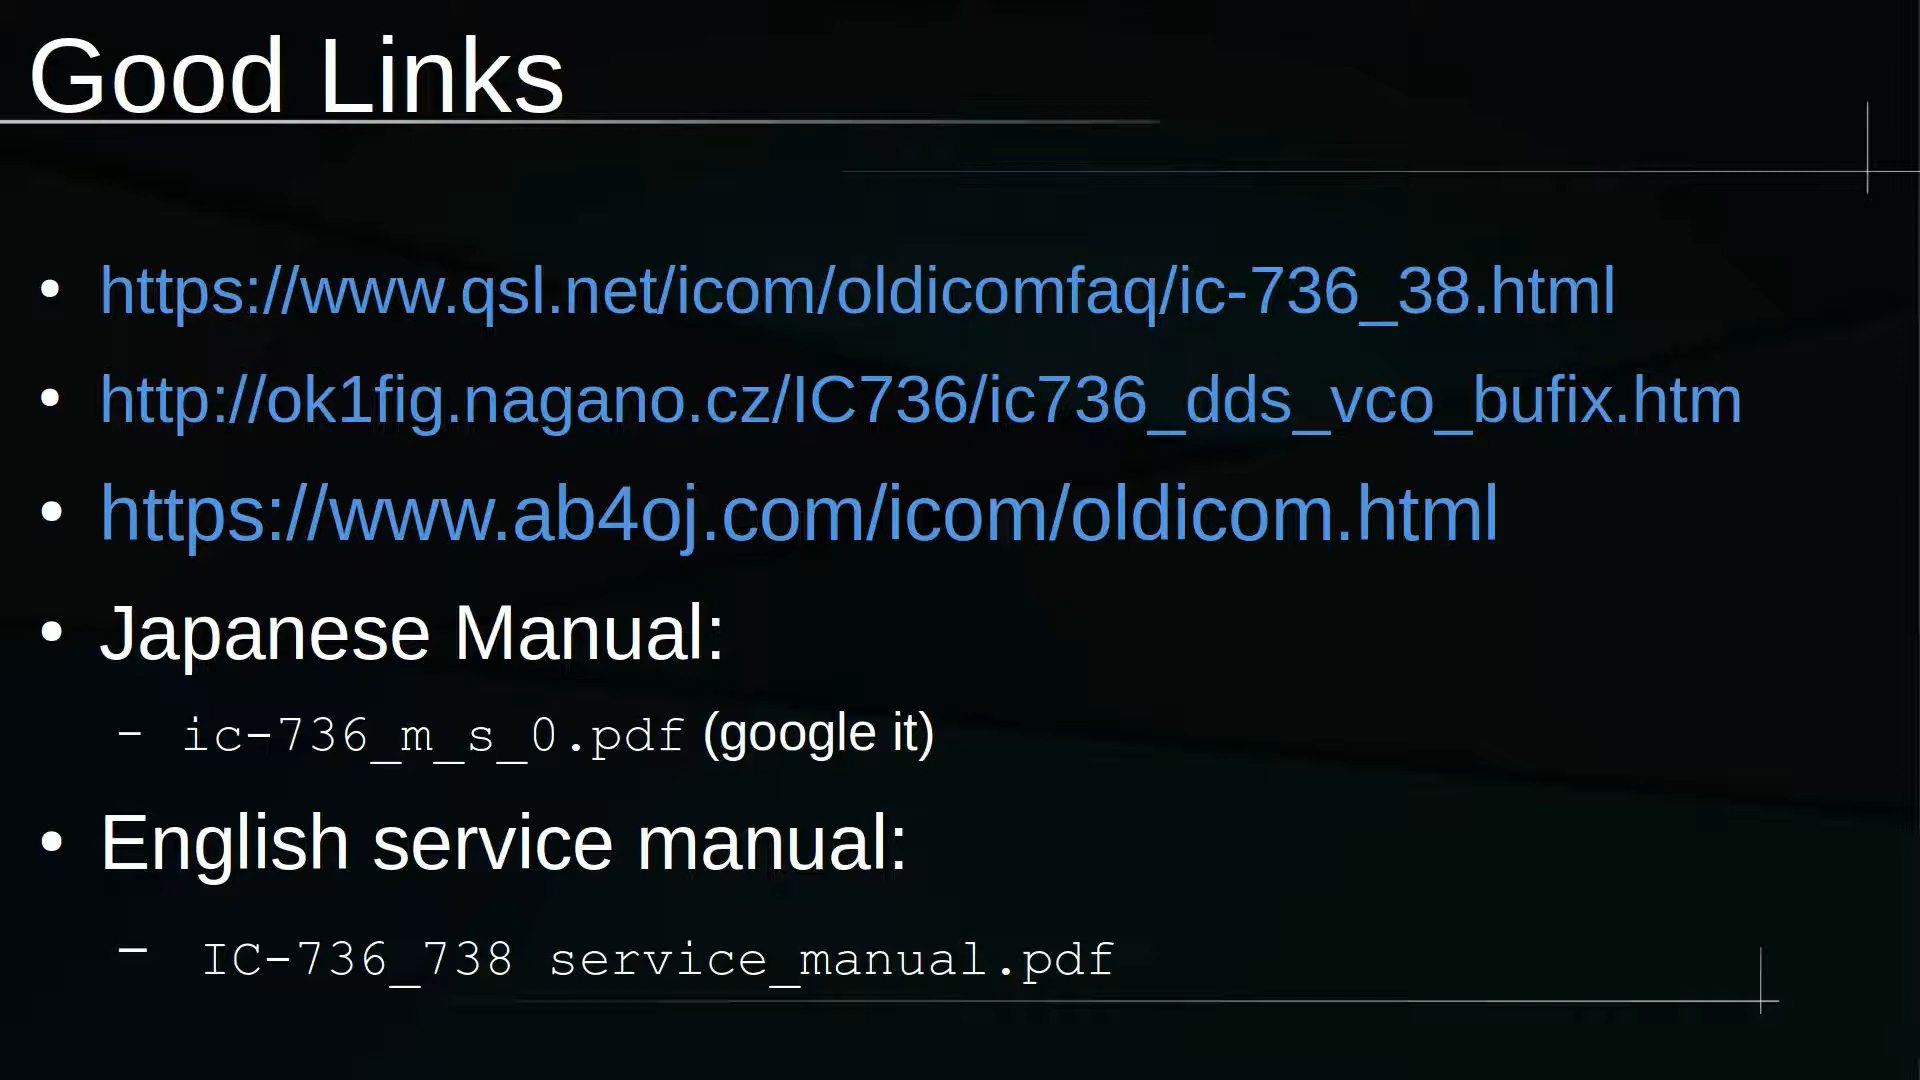 Good Links
• https://www.qsl.net/icom/oldicomfaq/ic-736_38.html
• http://ok1fig.nagano.cz/IC736/ic736_dds_vco_bufix.htm
• https://www.ab4oj.com/icom/oldicom.html
• Japanese Manual:
– ic-736_m_s_0.pdf (google it)
• English service manual:
– IC-736_738 service_manual.pdf